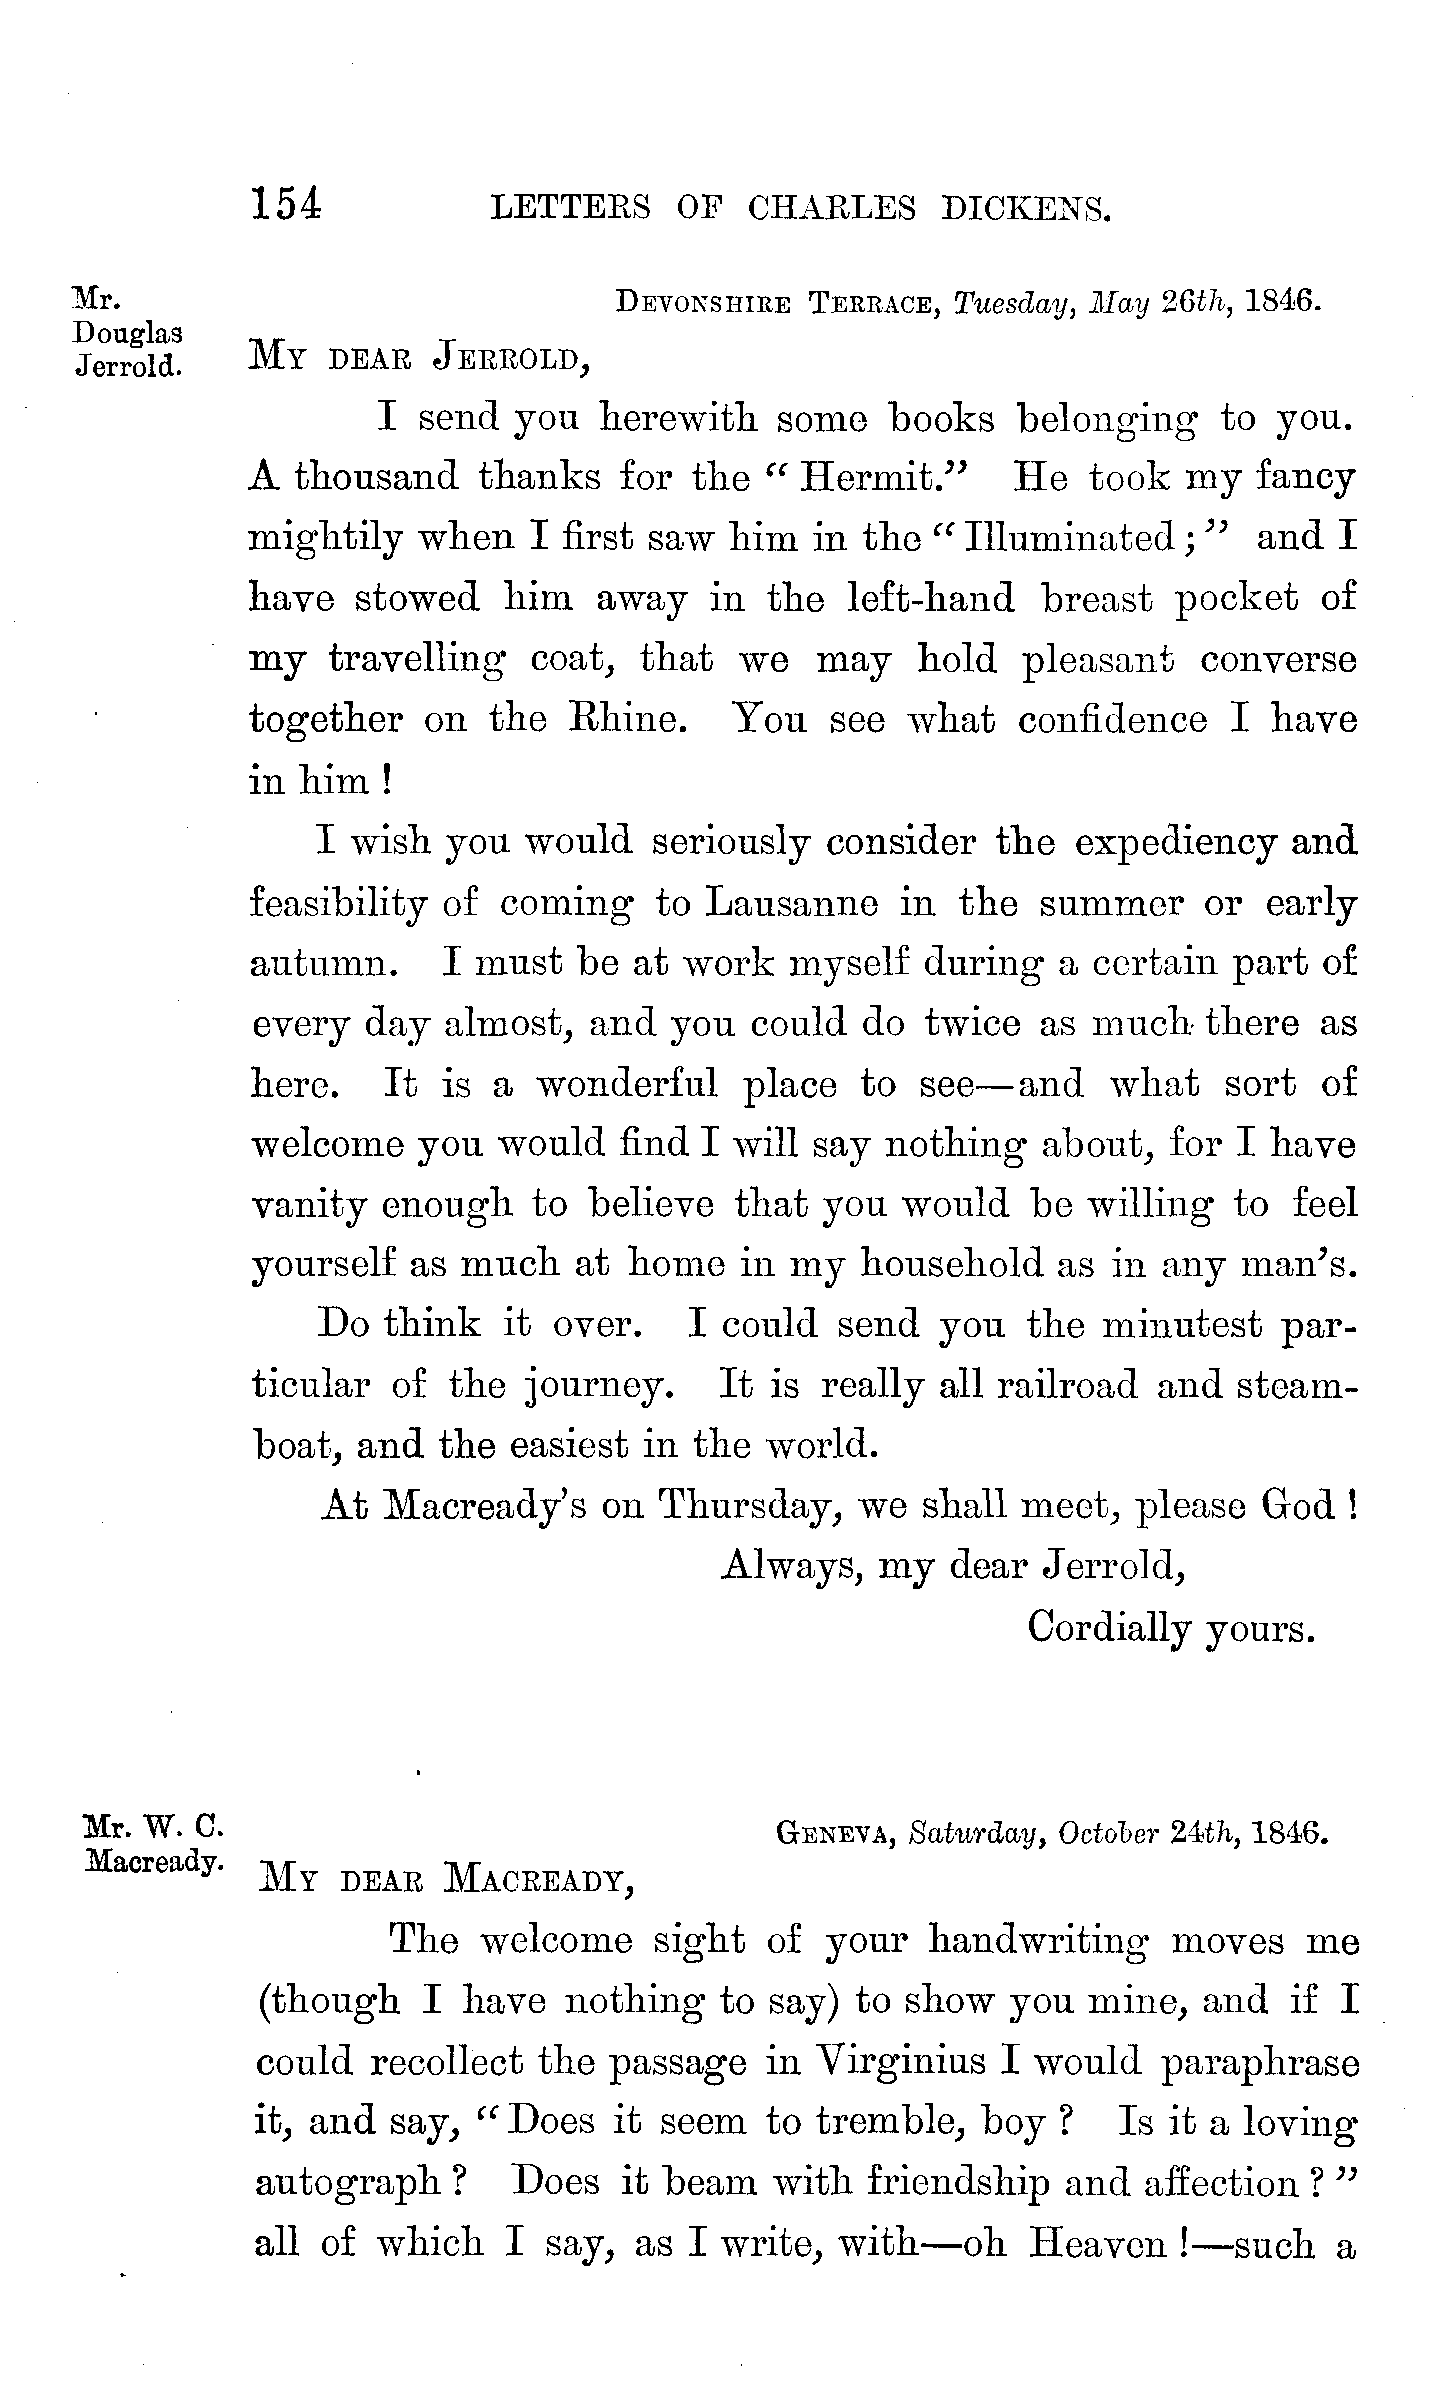 154 LETTERS OF CHARLES DICKENS.
Mr.
Douglas
Jerrold.
DEVONSHIRE TERRACE, Tuesday, May 26th, 1846.
MY DEAR JERROLD,
I send you herewith some books belonging to you.
A thousand thanks for the “Hermit.” He took my fancy
mightily when I first saw him in the “Illuminated;” and I
have stowed him away in the left-hand breast pocket of
my travelling coat, that we may hold pleasant converse
together on the Rhine. You see what confidence I have
in him!
I wish you would seriously consider the expediency and
feasibility of coming to Lausanne in the summer or early
autumn. I must be at work myself during a certain part of
every day almost, and you could do twice as much there as
here. It is a wonderful place to see—and what sort of
welcome you would find I will say nothing about, for I have
vanity enough to believe that you would be willing to feel
yourself as much at home in my household as in any man’s.
Do think it over. I could send you the minutest par-
ticular of the journey. It is really all railroad and steam-
boat, and the easiest in the world.
At Macready’s on Thursday, we shall meet, please God!
Always, my dear Jerrold,
Cordially yours.
Mr. W. C.
Macready.
GENEVA, Saturday, October 24th, 1846.
MY DEAR MACREADY,
The welcome sight of your handwriting moves me
(though I have nothing to say) to show you mine, and if I
could recollect the passage in Virginius I would paraphrase
it, and say, “Does it seem to tremble, boy? Is it a loving
autograph? Does it beam with friendship and affection?”
all of which I say, as I write, with—oh Heaven!—such a